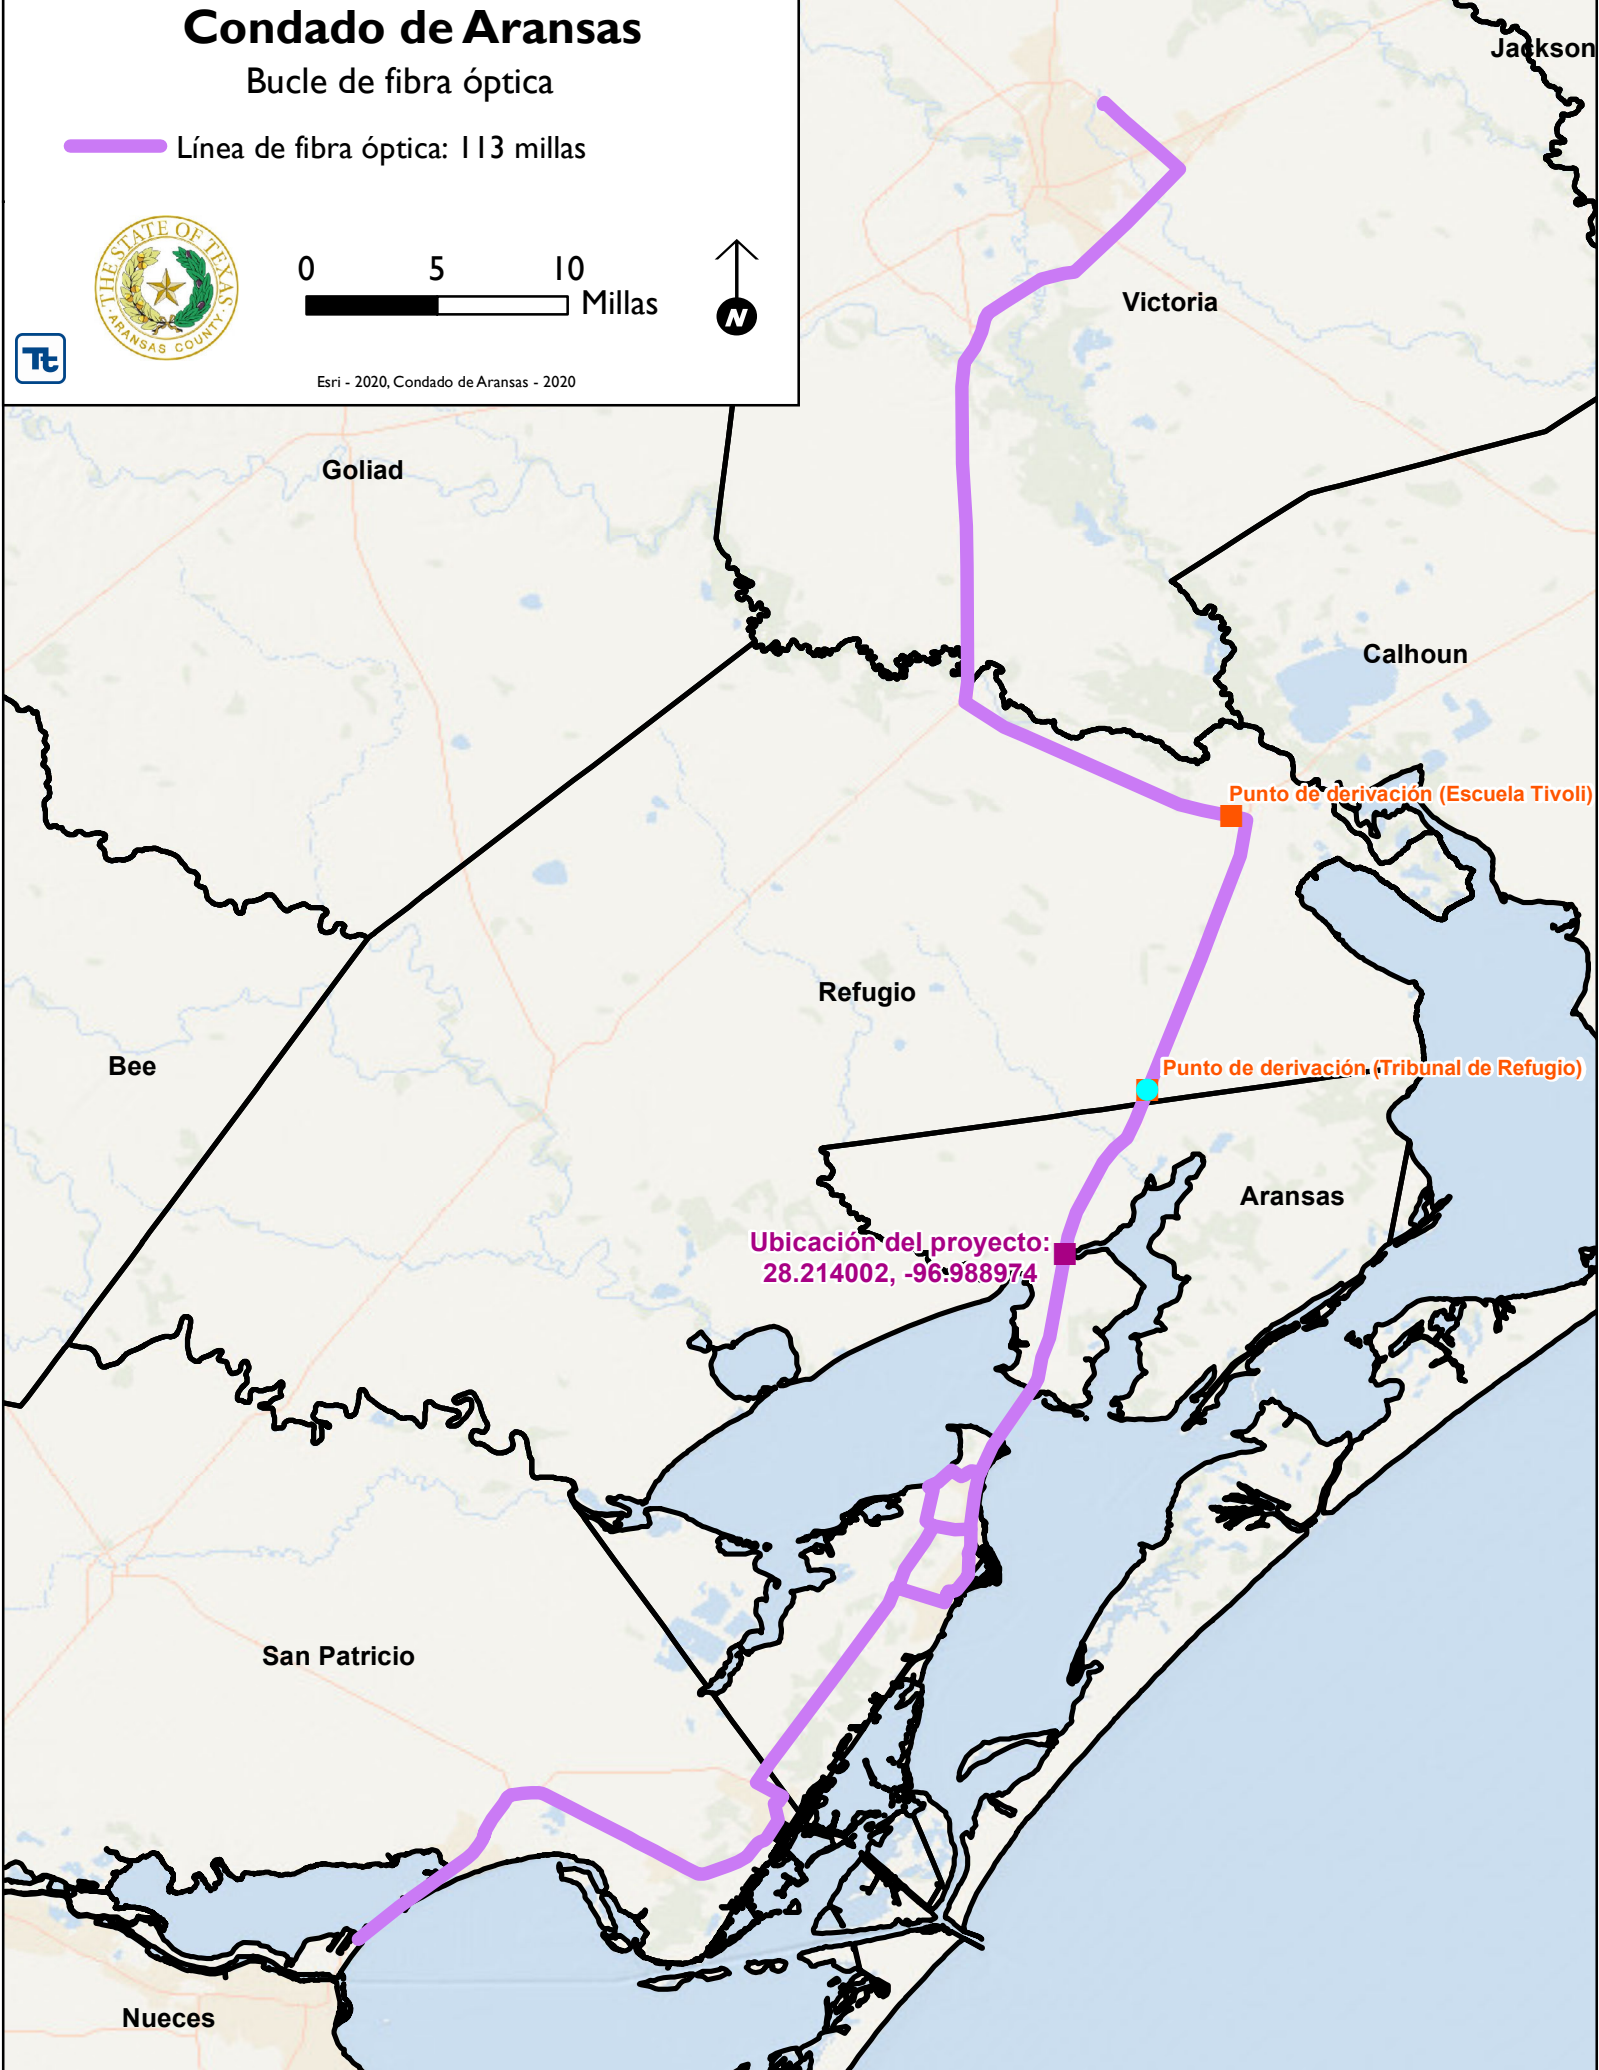 Condado de Aransas
Bucle de fibra óptica
Línea de fibra óptica: 113 millas
THE STATE OF TEXAS
ARANSAS COUNTY
0 5 10
Millas
N
Tt
Esri - 2020, Condado de Aransas - 2020
Jackson
Victoria
Goliad
Calhoun
Punto de derivación (Escuela Tivoli)
Refugio
Bee
Punto de derivación (Tribunal de Refugio)
Aransas
Ubicación del proyecto:
28.214002, -96.988974
San Patricio
Nueces